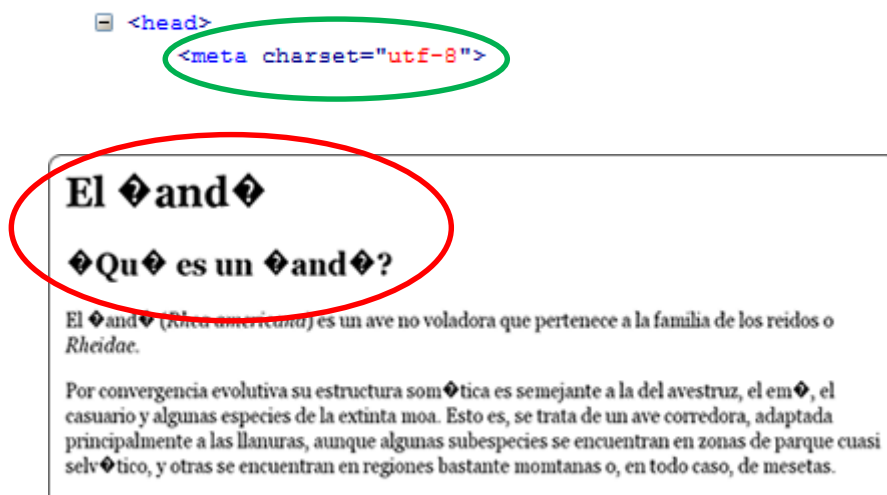 <head>
<meta charset="utf-8">
El �and�
�Qu� es un �and�?
El �and� (Rhea americana) es un ave no voladora que pertenece a la familia de los reidos o
Rheidae.
Por convergencia evolutiva su estructura som�tica es semejante a la del avestruz, el em�, el
casuario y algunas especies de la extinta moa. Esto es, se trata de un ave corredora, adaptada
principalmente a las llanuras, aunque algunas subespecies se encuentran en zonas de parque cuasi
selv�tico, y otras se encuentran en regiones bastante momtanas o, en todo caso, de mesetas.